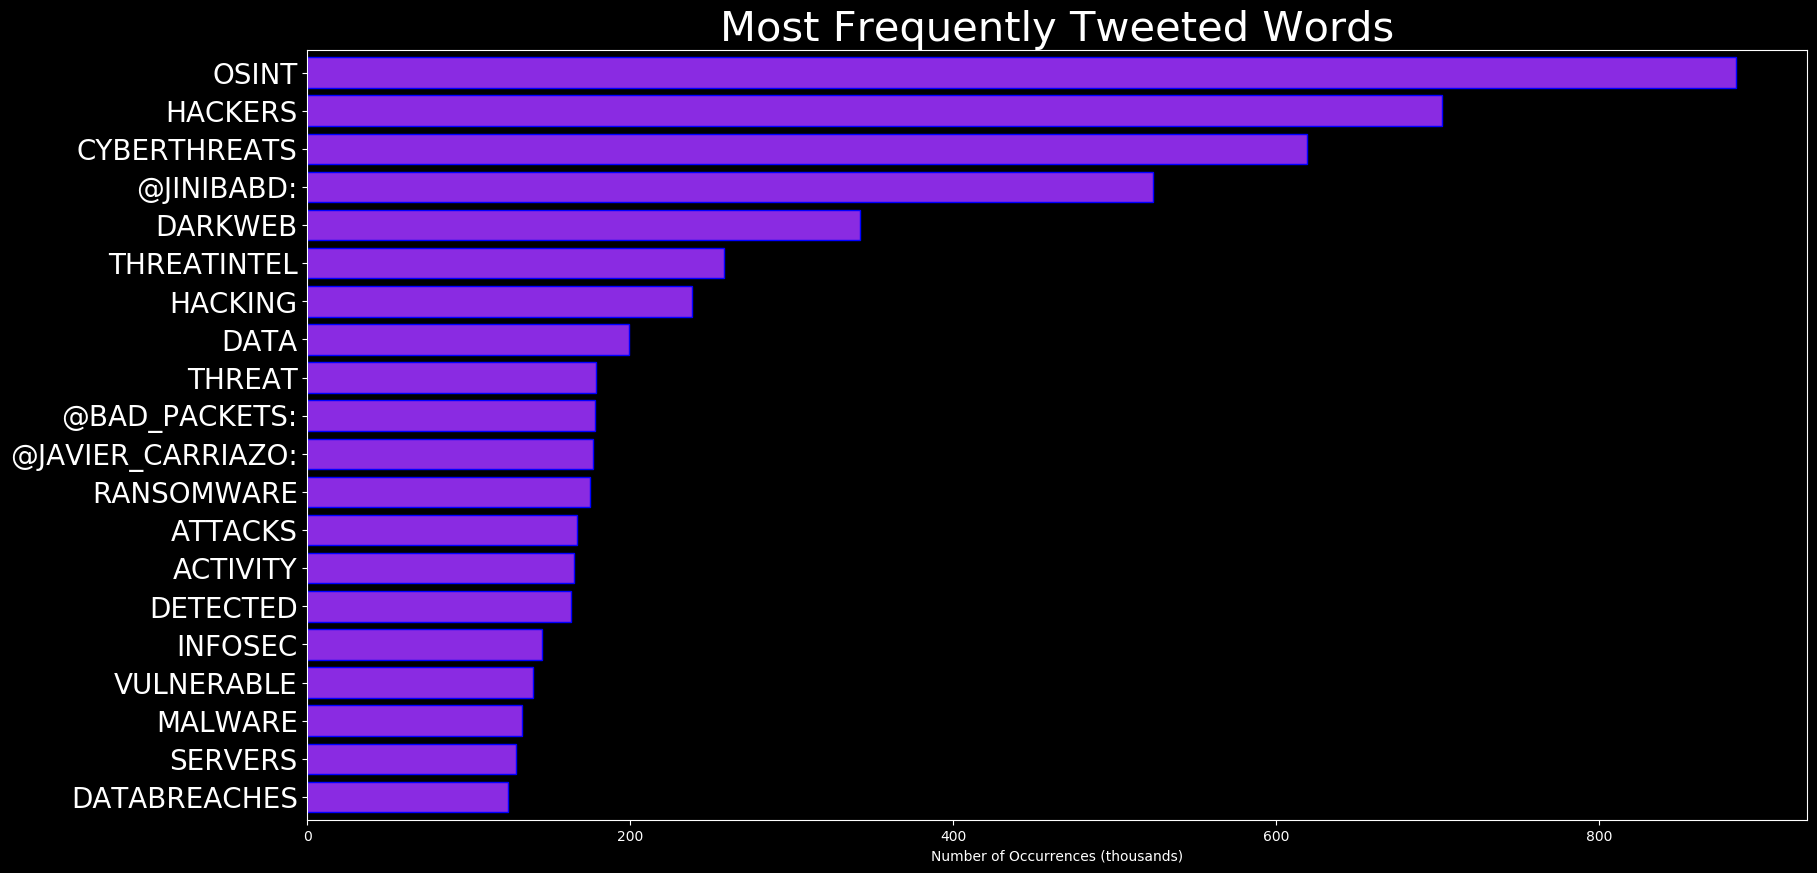 Most Frequently Tweeted Words
OSINT
HACKERS
CYBERTHREATS
@JINIBABD:
DARKWEB
THREATINTEL
HACKING
DATA
THREAT
@BAD_PACKETS:
@JAVIER_CARRIAZO:
RANSOMWARE
ATTACKS
ACTIVITY
DETECTED
INFOSEC
VULNERABLE
MALWARE
SERVERS
DATABREACHES
0 200 400 600 800
Number of Occurrences (thousands)